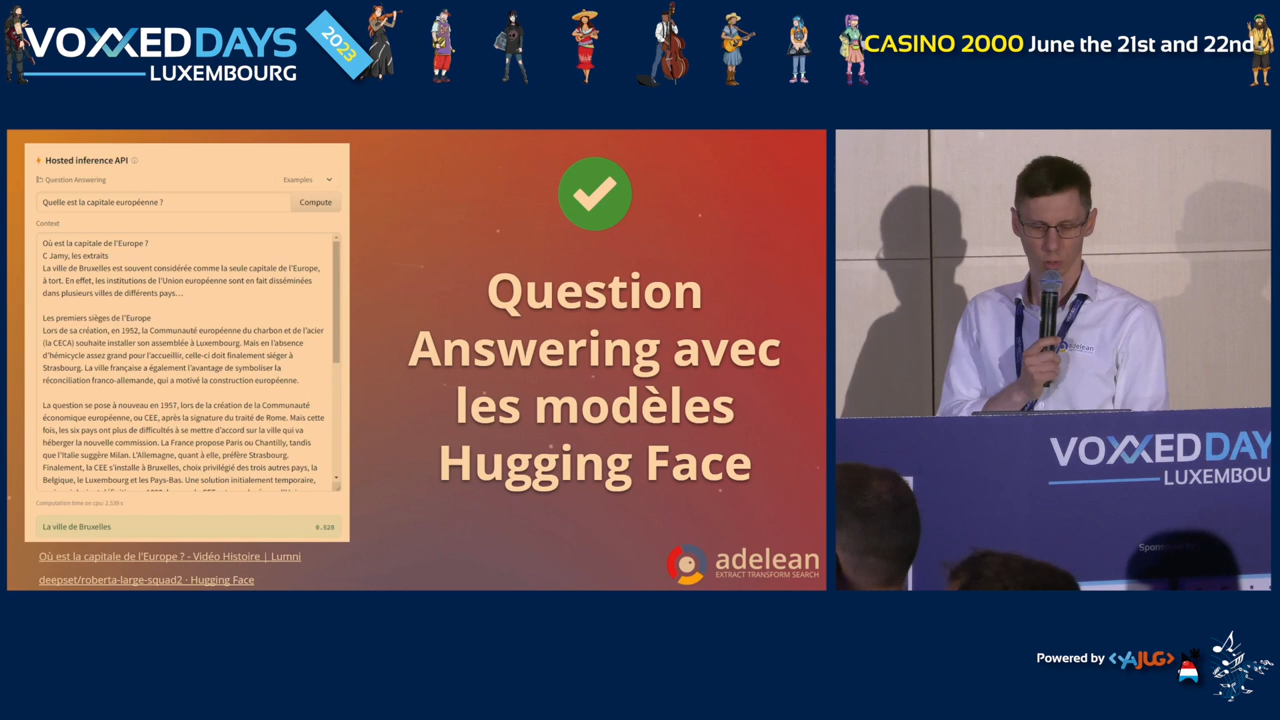 VOXXED DAYS
LUXEMBOURG
2023
CASINO 2000 June the 21st and 22nd
Hosted inference API
Question Answering
Examples
Quelle est la capitale européenne ?
Compute
Context
Où est la capitale de l'Europe ?
C Jamy, les extraits
La ville de Bruxelles est souvent considérée comme la seule capitale de l'Europe,
à tort. En effet, les institutions de l'Union européenne sont en fait disséminées
dans plusieurs villes de différents pays…
Les premiers sièges de l'Europe
Lors de sa création, en 1952, la Communauté européenne du charbon et de l'acier
(la CECA) souhaite installer son assemblée à Luxembourg. Mais en l'absence
d'hémicycle assez grand pour l'accueillir, celle-ci doit finalement siéger à
Strasbourg. La ville française a également l'avantage de symboliser la
réconciliation franco-allemande, qui a motivé la construction européenne.
La question se pose à nouveau en 1957, lors de la création de la Communauté
économique européenne, ou CEE, après la signature du traité de Rome. Mais cette
fois, les six pays ont plus de difficultés à se mettre d'accord sur la ville qui va
héberger la nouvelle commission. La France propose Paris ou Chantilly, tandis
que l'Italie suggère Milan. L'Allemagne, quant à elle, préfère Strasbourg.
Finalement, la CEE s'installe à Bruxelles, choix privilégié des trois autres pays, la
Belgique, le Luxembourg et les Pays-Bas. Une solution initialement temporaire,
Computation time on cpu: 2.539 s
La ville de Bruxelles
0.528
Où est la capitale de l'Europe ? - Vidéo Histoire | Lumni
deepset/roberta-large-squad2 · Hugging Face
Question
Answering avec
les modèles
Hugging Face
adelean
EXTRACT TRANSFORM SEARCH
adelean
VOXXED DAY
LUXEMBOU
Sponso
Powered by <YAJUG>